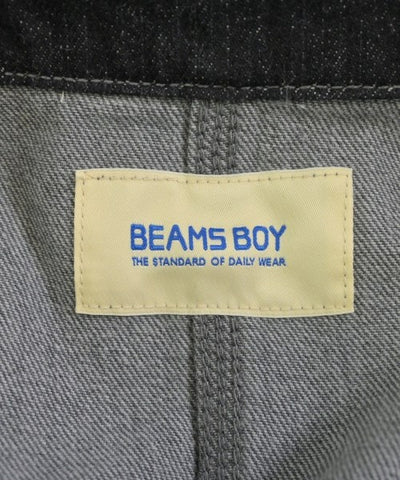 BEAMS BOY
THE STANDARD OF DAILY WEAR